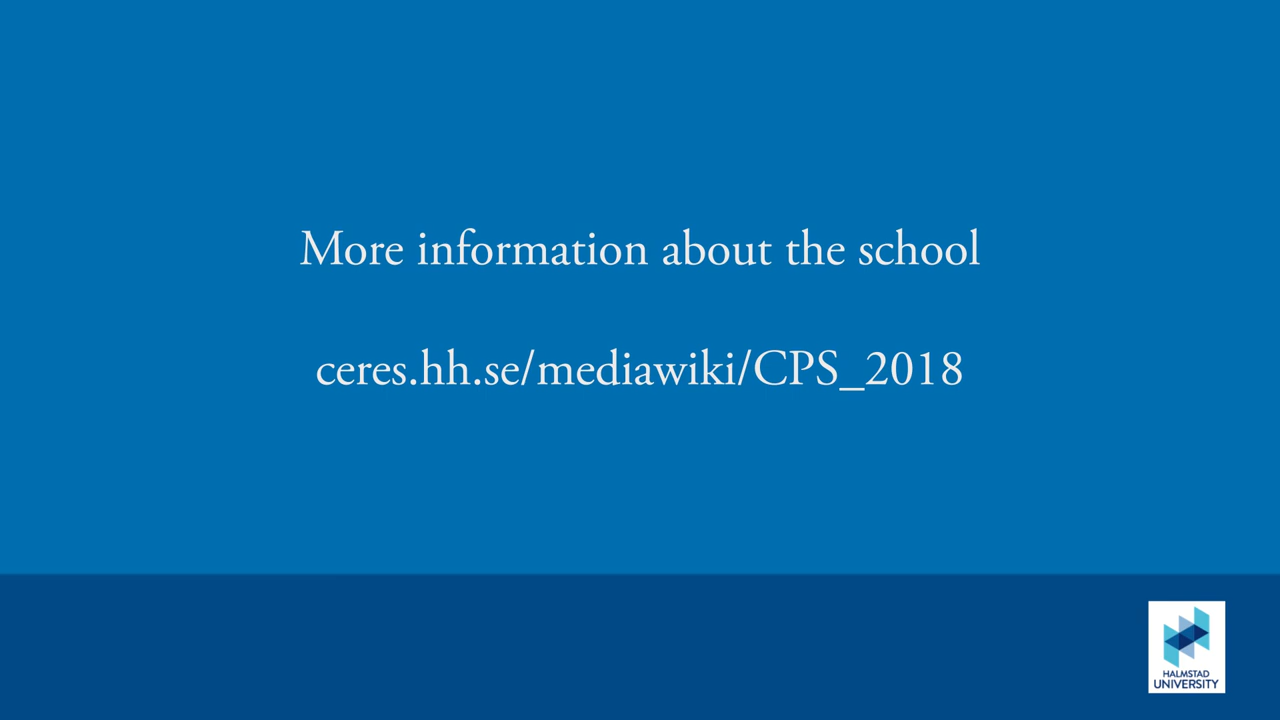 More information about the school
ceres.hh.se/mediawiki/CPS_2018
HALMSTAD
UNIVERSITY